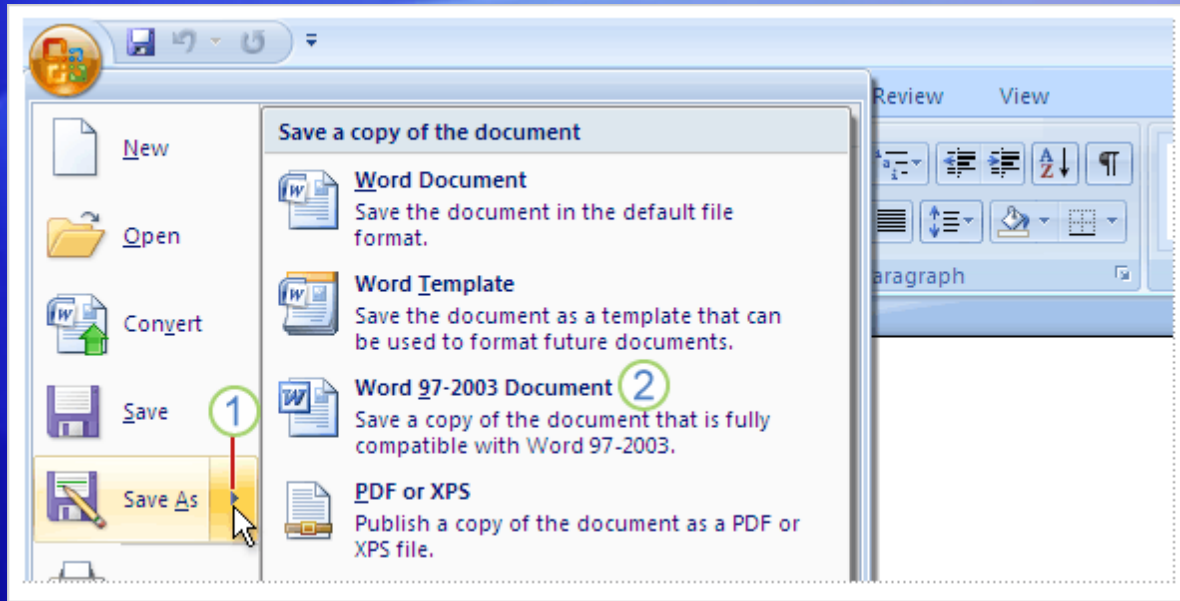 Review View
New
Open
Convert
Save
1
Save As
Save a copy of the document
Word Document
Save the document in the default file
format.
Word Template
Save the document as a template that can
be used to format future documents.
Word 97-2003 Document 2
Save a copy of the document that is fully
compatible with Word 97-2003.
PDF or XPS
Publish a copy of the document as a PDF or
XPS file.
aragraph